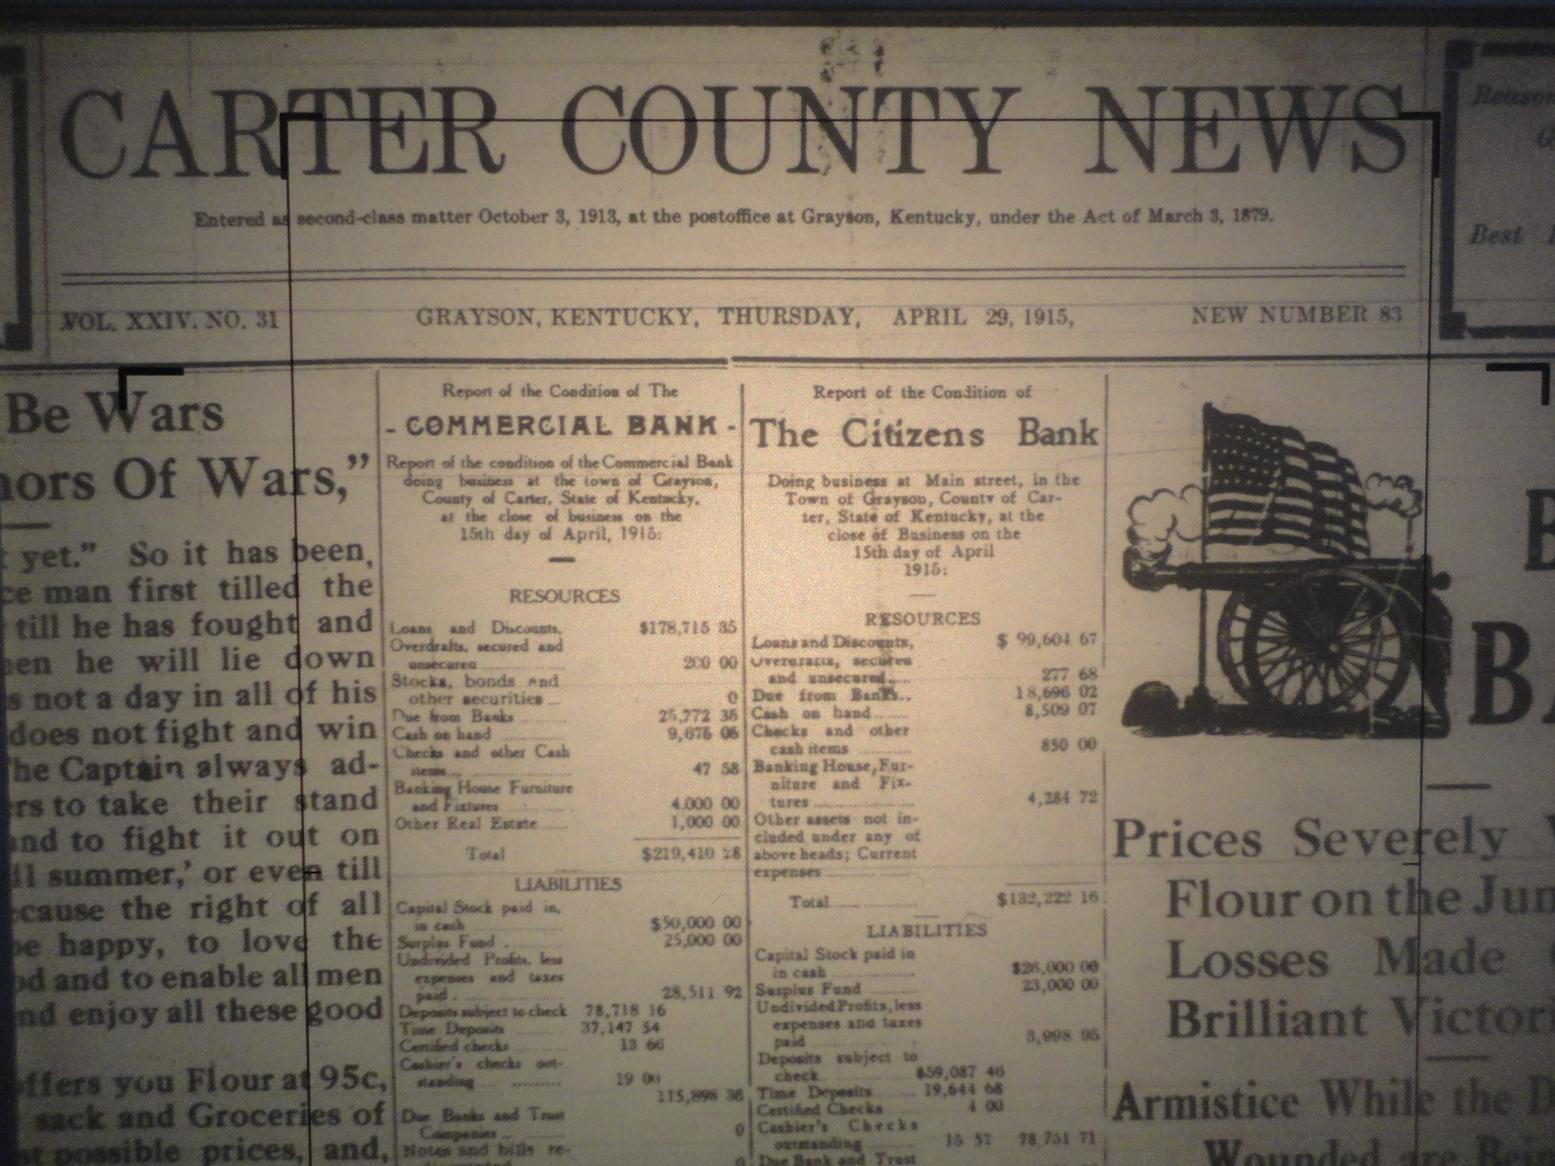 CARTER COUNTY NEWS
Entered as second-class matter October 3, 1913, at the postoffice at Grayson, Kentucky, under the Act of March 3, 1879.
VOL. XXIV. NO. 31
GRAYSON, KENTUCKY, THURSDAY, APRIL 29, 1915,
NEW NUMBER 83
Reason
G
Best
Be Wars
nors Of Wars,"
yet." So it has been,
ce man first tilled the
till he has fought and
en he will lie down
s not a day in all of his
does not fight and win
The Captain always ad-
ers to take their stand
and to fight it out on
ll summer,' or even till
cause the right of all
be happy, to love the
od and to enable all men
nd enjoy all these good
offers you Flour at 95c,
sack and Groceries of
st possible prices, and,
Report of the Condition of The
- COMMERCIAL BANK -
Report of the condition of the Commercial Bank
doing business at the town of Grayson,
County of Carter, State of Kentucky,
at the close of business on the
15th day of April, 1915:
RESOURCES
Loans and Discounts, $178,715 35
Overdrafts, secured and
unsecured 200 00
Stocks, bonds and
other securities 0
Due from Banks 25,772 35
Cash on hand 9,675
Checks and other Cash
items 47 58
Banking House Furniture
and Fixtures 4,000 00
Other Real Estate 1,000 00
Total $219,410 28
LIABILITIES
Capital Stock paid in,
in cash $50,000 00
Surplus Fund 25,000 00
Undivided Profits, less
expenses and taxes
paid 28,511 92
Deposits subject to check 78,718 16
Time Deposits 37,147 54
Certified checks 13 66
Cashier's checks out-
standing 19 00
115,898 36
Due Banks and Trust
Companies 0
Notes and bills re-
Report of the Condition of
The Citizens Bank
Doing business at Main street, in the
Town of Grayson, County of Car-
ter, State of Kentucky, at the
close of Business on the
15th day of April
1915:
RESOURCES
Loans and Discounts, $ 99,604 67
Overdrafts, secured
and unsecured.. 277 68
Due from Banks.. 18,696 02
Cash on hand 8,509 07
Checks and other
cash items 850 00
Banking House, Fur-
niture and Fix-
tures 4,284 72
Other assets not in-
cluded under any of
above heads; Current
expenses
Total $132,222 16
LIABILITIES
Capital Stock paid in
in cash $26,000 00
Surplus Fund 23,000 00
Undivided Profits, less
expenses and taxes
paid 3,998 95
Deposits subject to
check $59,087 46
Time Deposits 19,644 68
Certified Checks 4 00
Cashier's Checks
outstanding 15 57 78,751 71
Due Bank and Trust
B
BA
Prices Severely
Flour on the Jun
Losses Made
Brilliant Victori
Armistice While the D
Wounded are Bein